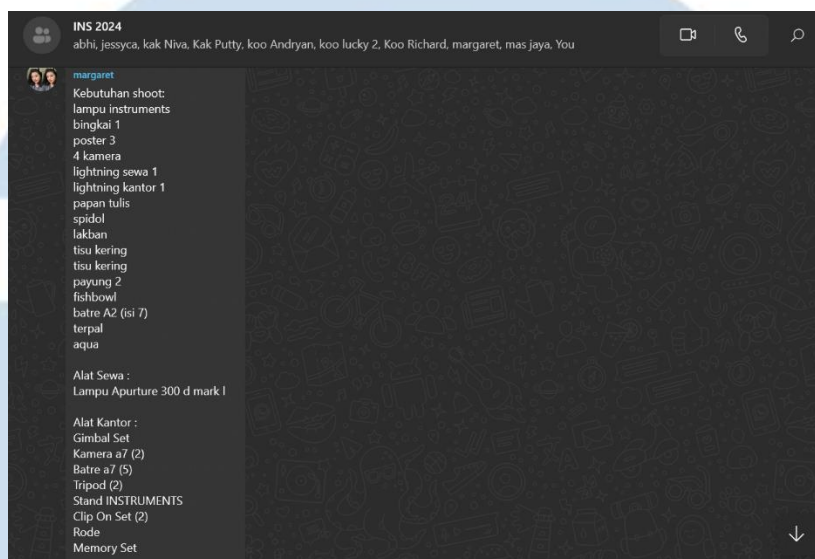 INS 2024
abhi, jessyca, kak Niva, Kak Putty, koo Andryan, koo lucky 2, Koo Richard, margaret, mas jaya, You
margaret
Kebutuhan shoot:
lampu instruments
bingkai 1
poster 3
4 kamera
lightning sewa 1
lightning kantor 1
papan tulis
spidol
lakban
tisu kering
tisu kering
payung 2
fishbowl
batre A2 (isi 7)
terpal
aqua
Alat Sewa :
Lampu Apurture 300 d mark l
Alat Kantor :
Gimbal Set
Kamera a7 (2)
Batre a7 (5)
Tripod (2)
Stand INSTRUMENTS
Clip On Set (2)
Rode
Memory Set